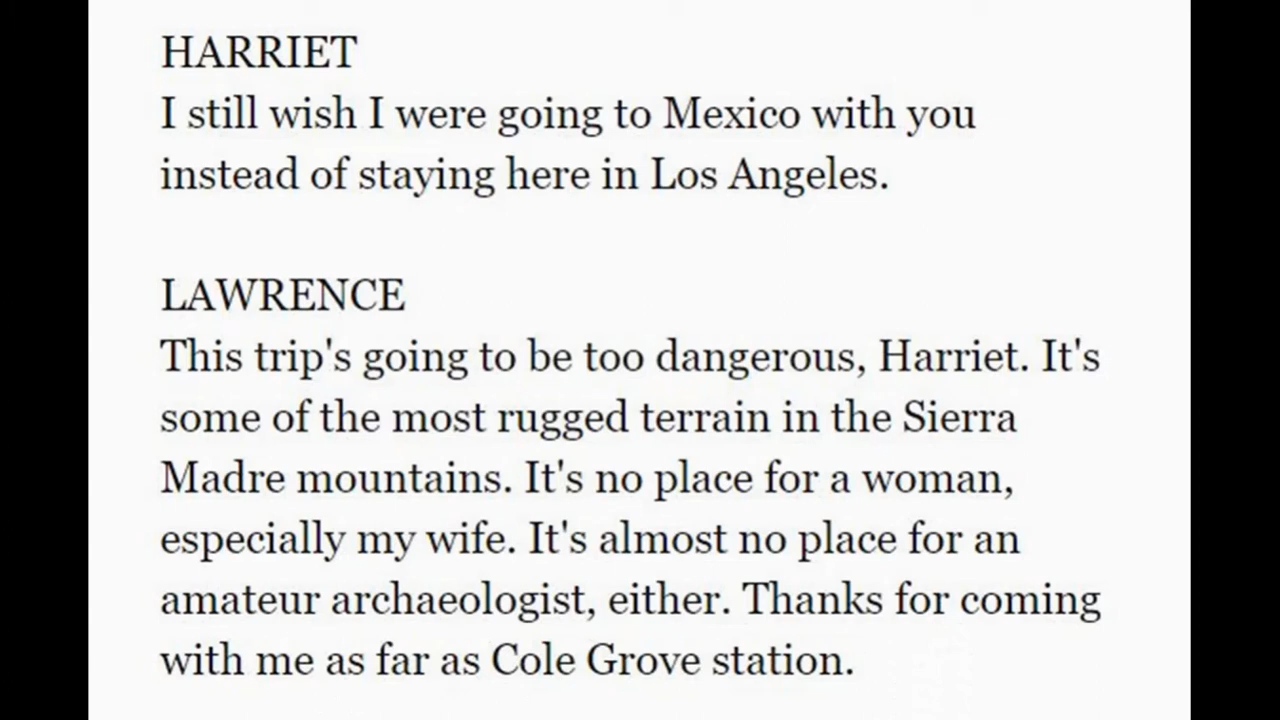 HARRIET
I still wish I were going to Mexico with you
instead of staying here in Los Angeles.
LAWRENCE
This trip's going to be too dangerous, Harriet. It's
some of the most rugged terrain in the Sierra
Madre mountains. It's no place for a woman,
especially my wife. It's almost no place for an
amateur archaeologist, either. Thanks for coming
with me as far as Cole Grove station.